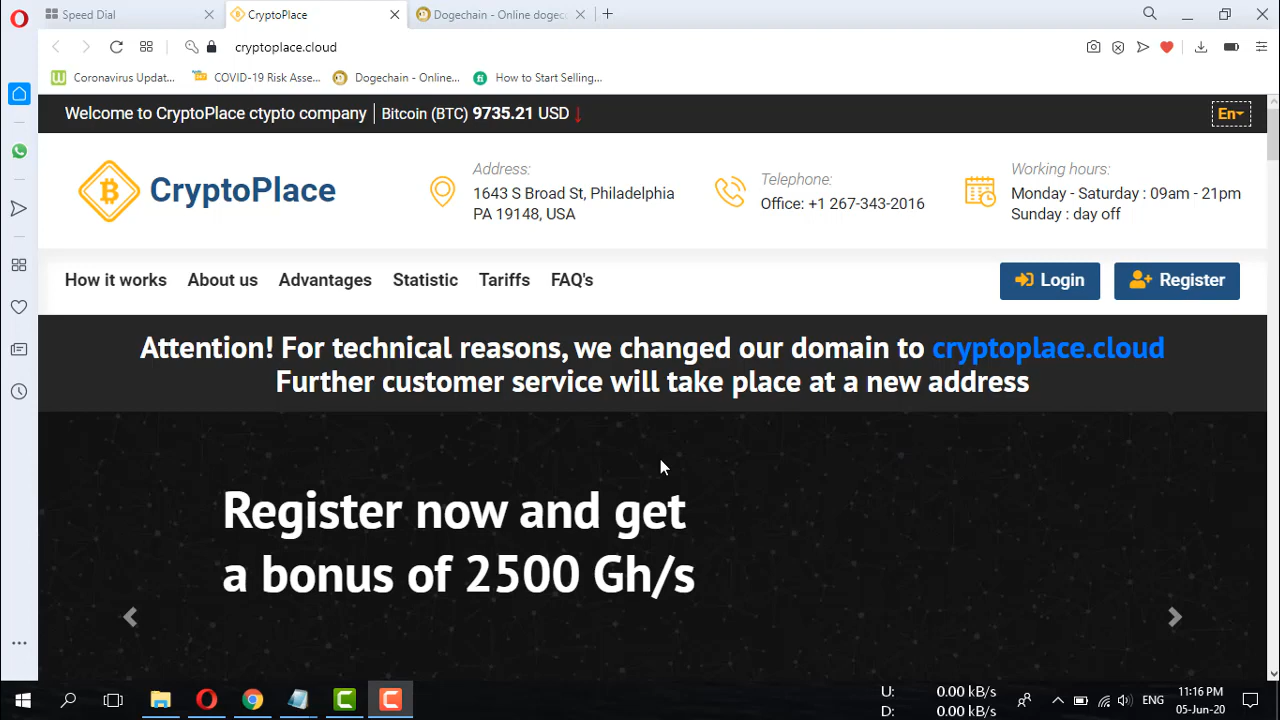 Speed Dial
CryptoPlace
Dogechain - Online dogec
cryptoplace.cloud
Coronavirus Updat...
COVID-19 Risk Asse...
Dogechain - Online...
How to Start Selling...
Welcome to CryptoPlace ctypto company
Bitcoin (BTC) 9735.21 USD
En
CryptoPlace
Address:
1643 S Broad St, Philadelphia
PA 19148, USA
Telephone:
Office: +1 267-343-2016
Working hours:
Monday - Saturday : 09am - 21pm
Sunday : day off
How it works
About us
Advantages
Statistic
Tariffs
FAQ's
Login
Register
Attention! For technical reasons, we changed our domain to cryptoplace.cloud
Further customer service will take place at a new address
Register now and get
a bonus of 2500 Gh/s
U: 0.00 kB/s
D: 0.00 kB/s
ENG
11:16 PM
05-Jun-20